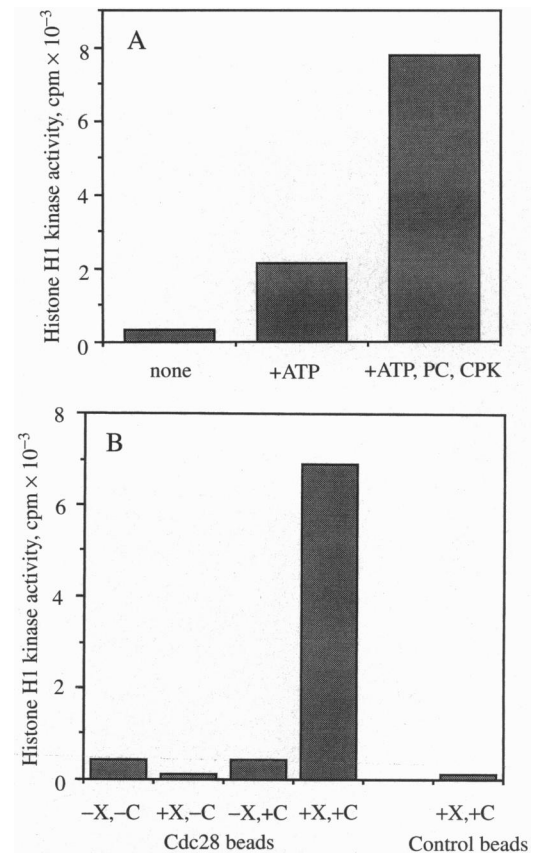 A
Histone H1 kinase activity, cpm × 10⁻³
8
6
4
2
0
none +ATP +ATP, PC, CPK
B
Histone H1 kinase activity, cpm × 10⁻³
8
6
4
2
0
–X,–C +X,–C –X,+C +X,+C +X,+C
Cdc28 beads Control beads